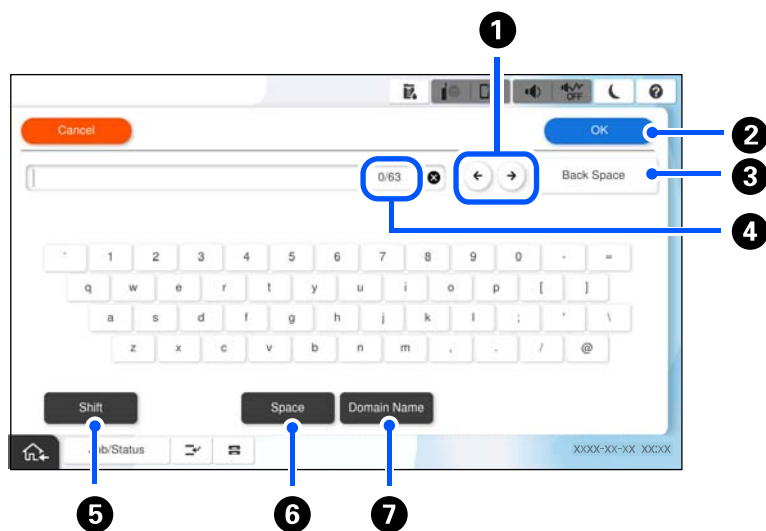 1
OFF
Cancel
OK
2
0/63
Back Space
3
4
` 1 2 3 4 5 6 7 8 9 0 - =
q w e r t y u i o p [ ]
a s d f g h j k l ; ' \
z x c v b n m , . / @
Shift
Space
Domain Name
Job/Status
XXXX-XX-XX XX:XX
5
6
7